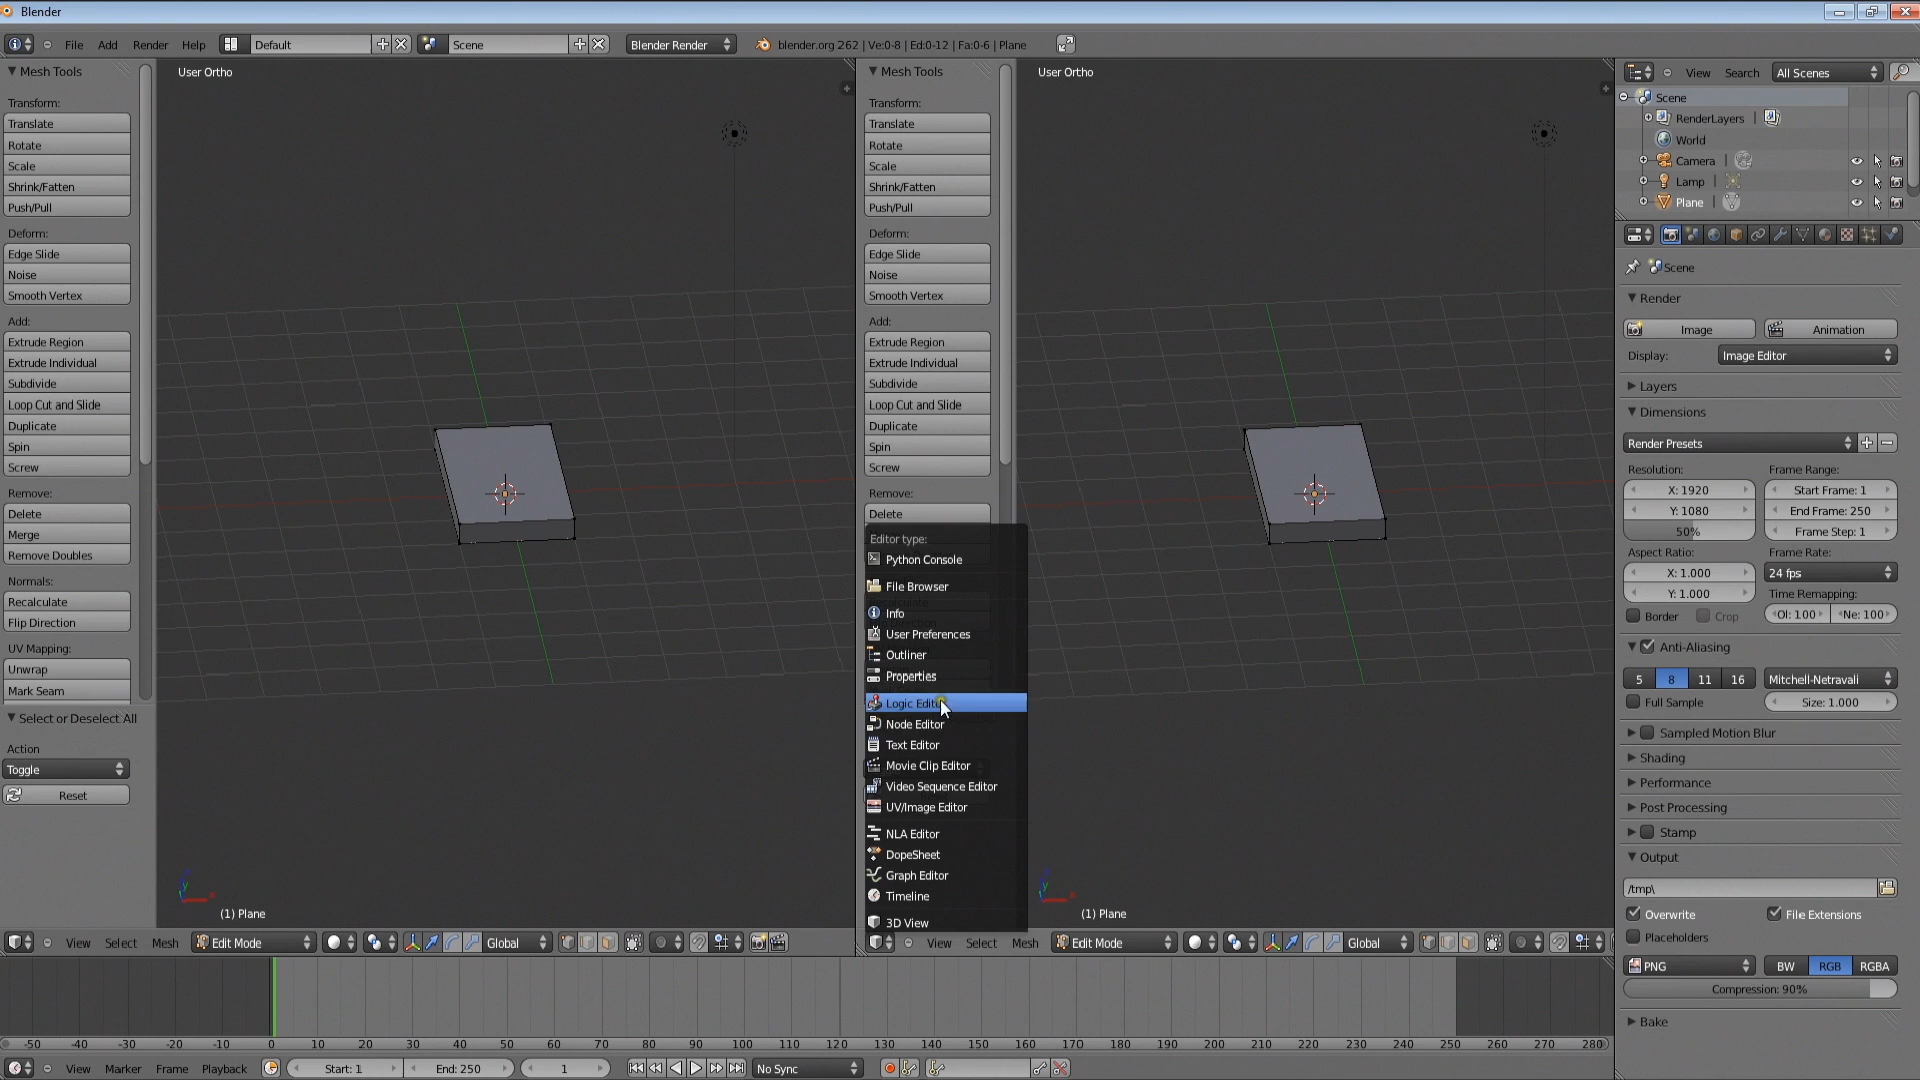 Blender
File Add Render Help Default Scene Blender Render blender.org 262 | Ve:0-8 | Ed:0-12 | Fa:0-6 | Plane
Mesh Tools
Transform:
Translate
Rotate
Scale
Shrink/Fatten
Push/Pull
Deform:
Edge Slide
Noise
Smooth Vertex
Add:
Extrude Region
Extrude Individual
Subdivide
Loop Cut and Slide
Duplicate
Spin
Screw
Remove:
Delete
Merge
Remove Doubles
Normals:
Recalculate
Flip Direction
UV Mapping:
Unwrap
Mark Seam
Select or Deselect All
Action
Toggle
Reset
User Ortho
(1) Plane
View Select Mesh Edit Mode Global
Mesh Tools
Transform:
Translate
Rotate
Scale
Shrink/Fatten
Push/Pull
Deform:
Edge Slide
Noise
Smooth Vertex
Add:
Extrude Region
Extrude Individual
Subdivide
Loop Cut and Slide
Duplicate
Spin
Screw
Remove:
Delete
Editor type:
Python Console
File Browser
Info
User Preferences
Outliner
Properties
Logic Edit
Node Editor
Text Editor
Movie Clip Editor
Video Sequence Editor
UV/Image Editor
NLA Editor
DopeSheet
Graph Editor
Timeline
3D View
User Ortho
(1) Plane
View Select Mesh Edit Mode Global
View Search All Scenes
Scene
RenderLayers
World
Camera
Lamp
Plane
Scene
Render
Image Animation
Display: Image Editor
Layers
Dimensions
Render Presets
Resolution: Frame Range:
X: 1920 Start Frame: 1
Y: 1080 End Frame: 250
50% Frame Step: 1
Aspect Ratio: Frame Rate:
X: 1.000 24 fps
Y: 1.000 Time Remapping:
Border Crop Ol: 100 Ne: 100
Anti-Aliasing
5 8 11 16 Mitchell-Netravali
Full Sample Size: 1.000
Sampled Motion Blur
Shading
Performance
Post Processing
Stamp
Output
/tmp\
Overwrite File Extensions
Placeholders
PNG BW RGB RGBA
Compression: 90%
Bake
-50 -40 -30 -20 -10 0 10 20 30 40 50 60 70 80 90 100 110 120 130 140 150 160 170 180 190 200 210 220 230 240 250 260 270 280
View Marker Frame Playback Start: 1 End: 250 1 No Sync